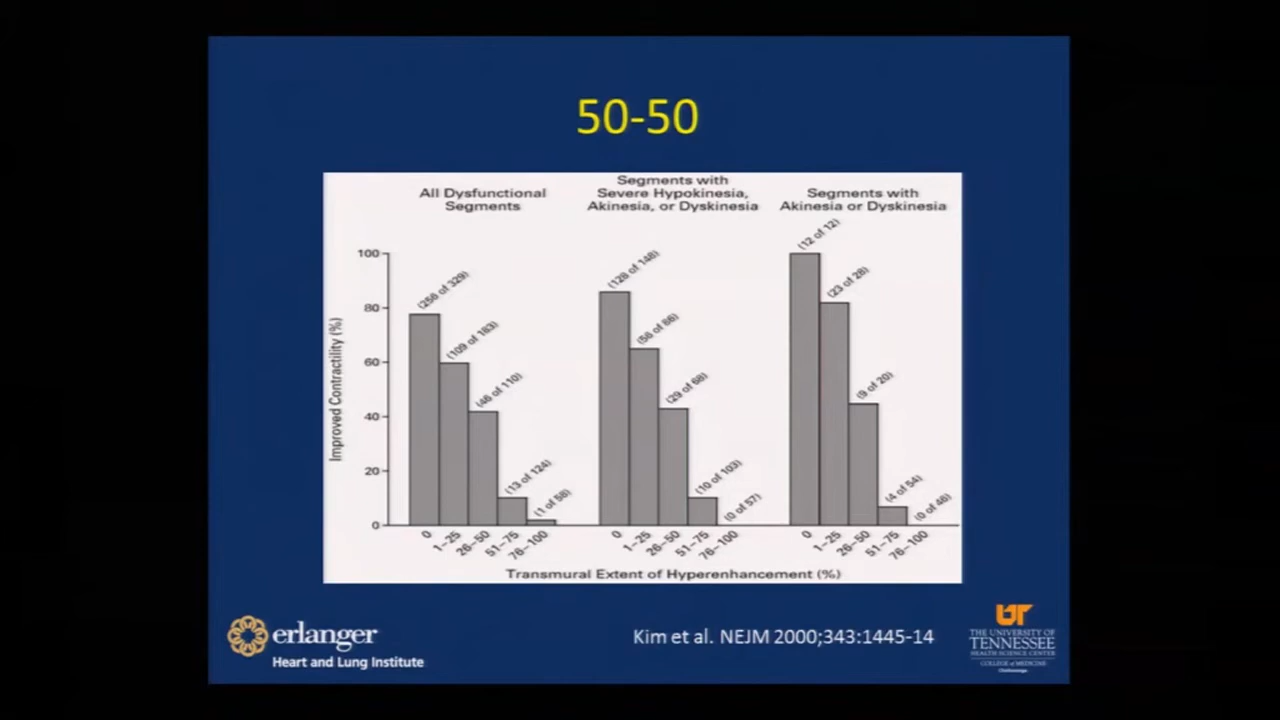 50-50
All Dysfunctional
Segments
Segments with
Severe Hypokinesia,
Akinesia, or Dyskinesia
Segments with
Akinesia or Dyskinesia
Improved Contractility (%)
100
80
60
40
20
0
(256 of 329)
(109 of 183)
(46 of 110)
(13 of 124)
(1 of 58)
(128 of 148)
(56 of 86)
(29 of 68)
(10 of 103)
(0 of 57)
(12 of 12)
(23 of 28)
(9 of 20)
(4 of 54)
(0 of 46)
0
1–25
26–50
51–75
76–100
0
1–25
26–50
51–75
76–100
0
1–25
26–50
51–75
76–100
Transmural Extent of Hyperenhancement (%)
erlanger
Heart and Lung Institute
Kim et al. NEJM 2000;343:1445-14
UT
THE UNIVERSITY OF
TENNESSEE
HEALTH SCIENCE CENTER
COLLEGE of MEDICINE
Chattanooga